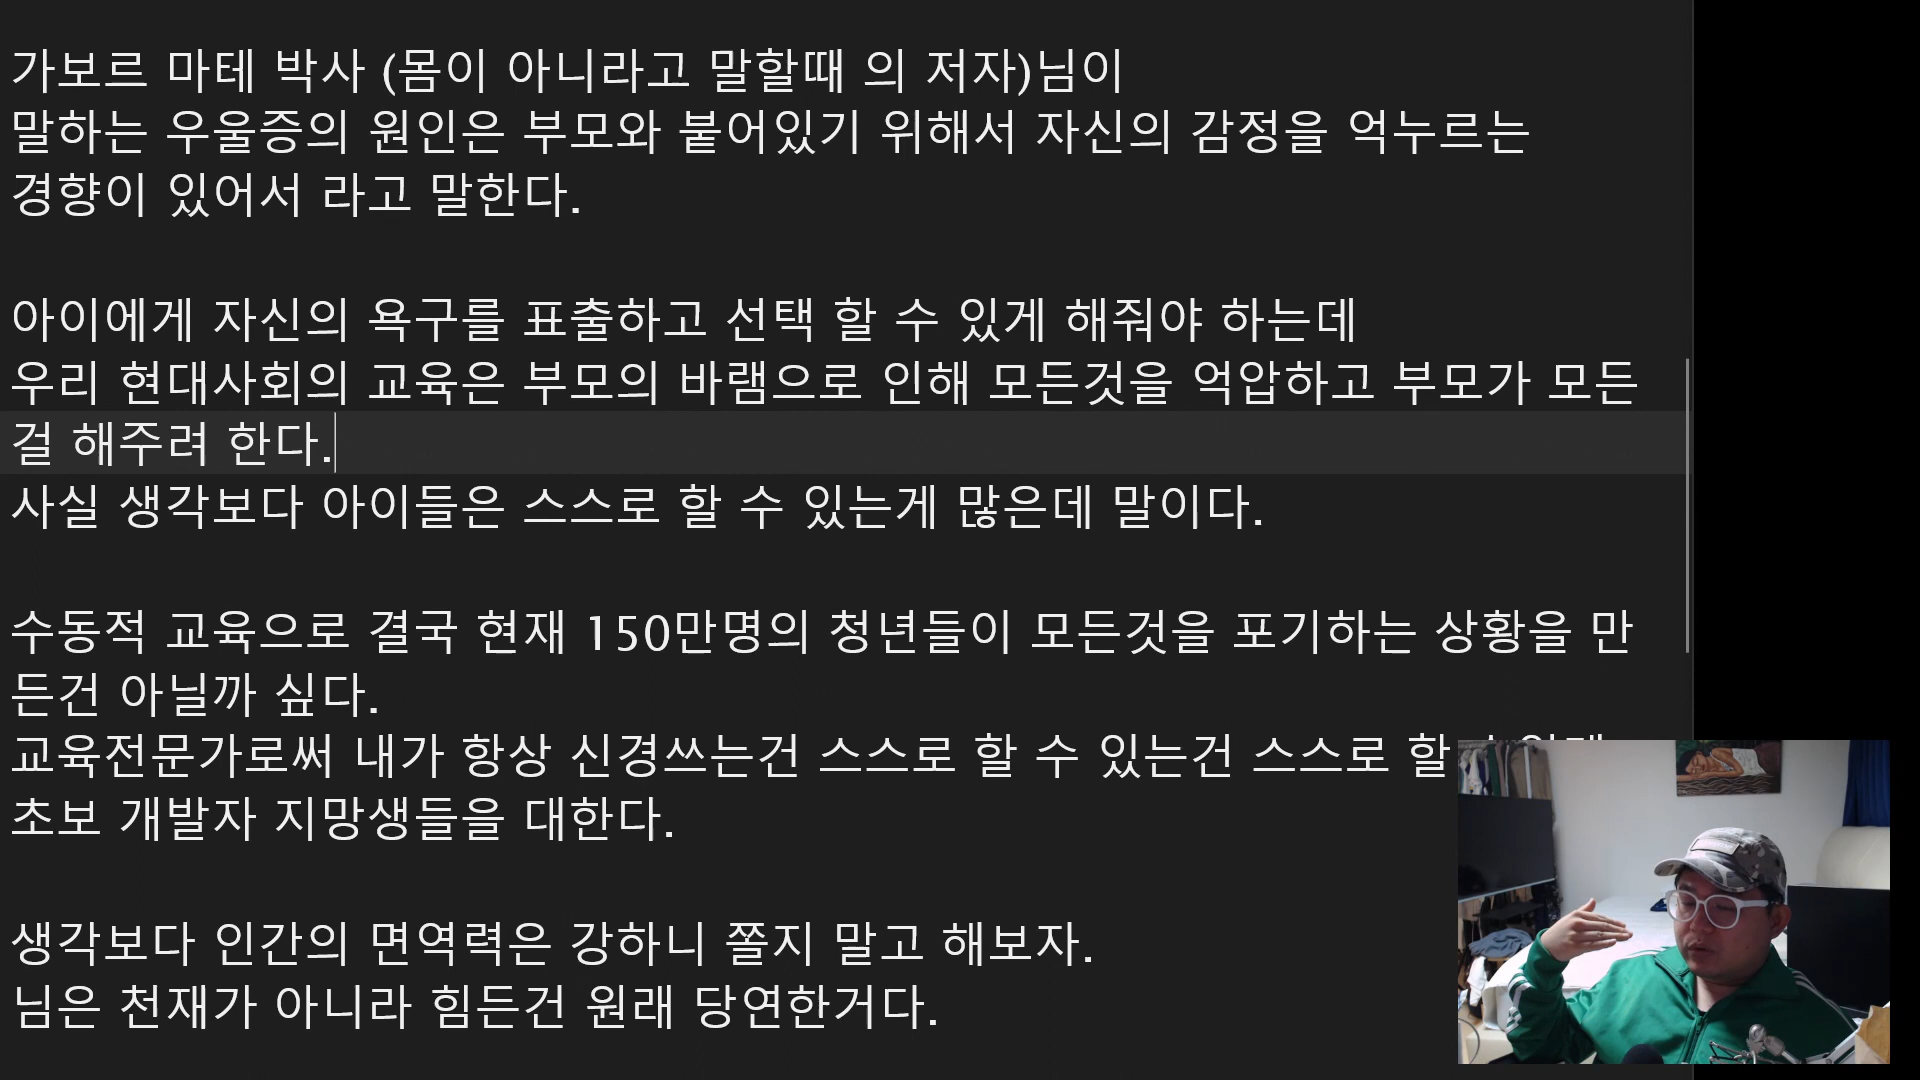 가보르 마테 박사 (몸이 아니라고 말할때 의 저자)님이
말하는 우울증의 원인은 부모와 붙어있기 위해서 자신의 감정을 억누르는
경향이 있어서 라고 말한다.
아이에게 자신의 욕구를 표출하고 선택 할 수 있게 해줘야 하는데
우리 현대사회의 교육은 부모의 바램으로 인해 모든것을 억압하고 부모가 모든
걸 해주려 한다.
사실 생각보다 아이들은 스스로 할 수 있는게 많은데 말이다.
수동적 교육으로 결국 현재 150만명의 청년들이 모든것을 포기하는 상황을 만
든건 아닐까 싶다.
교육전문가로써 내가 항상 신경쓰는건 스스로 할 수 있는건 스스로 할
초보 개발자 지망생들을 대한다.
생각보다 인간의 면역력은 강하니 쫄지 말고 해보자.
님은 천재가 아니라 힘든건 원래 당연한거다.